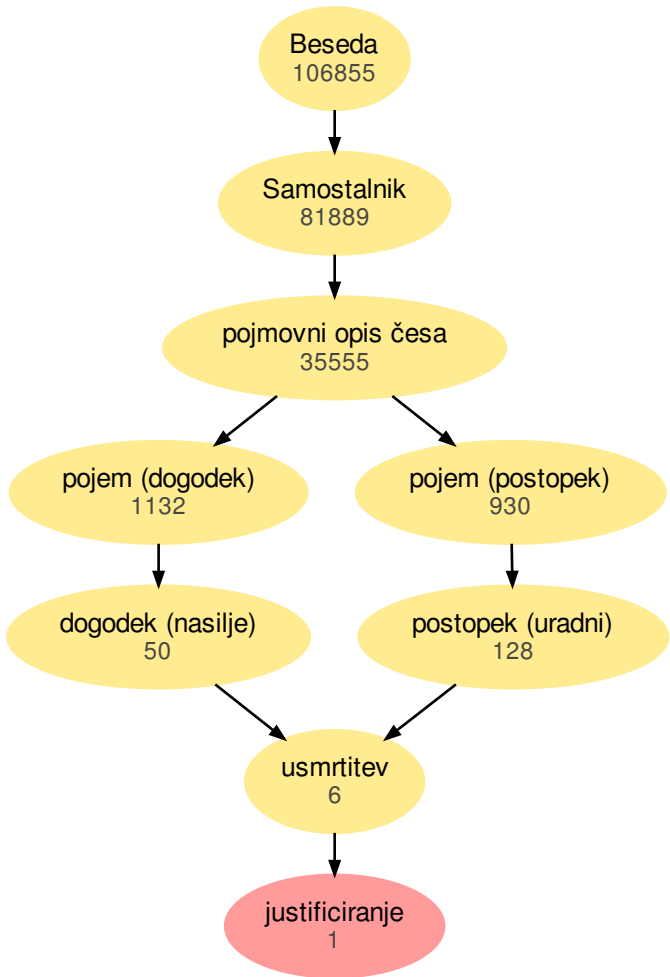 Beseda
106855
Samostalnik
81889
pojmovni opis česa
35555
pojem (dogodek)
1132
pojem (postopek)
930
dogodek (nasilje)
50
postopek (uradni)
128
usmrtitev
6
justificiranje
1